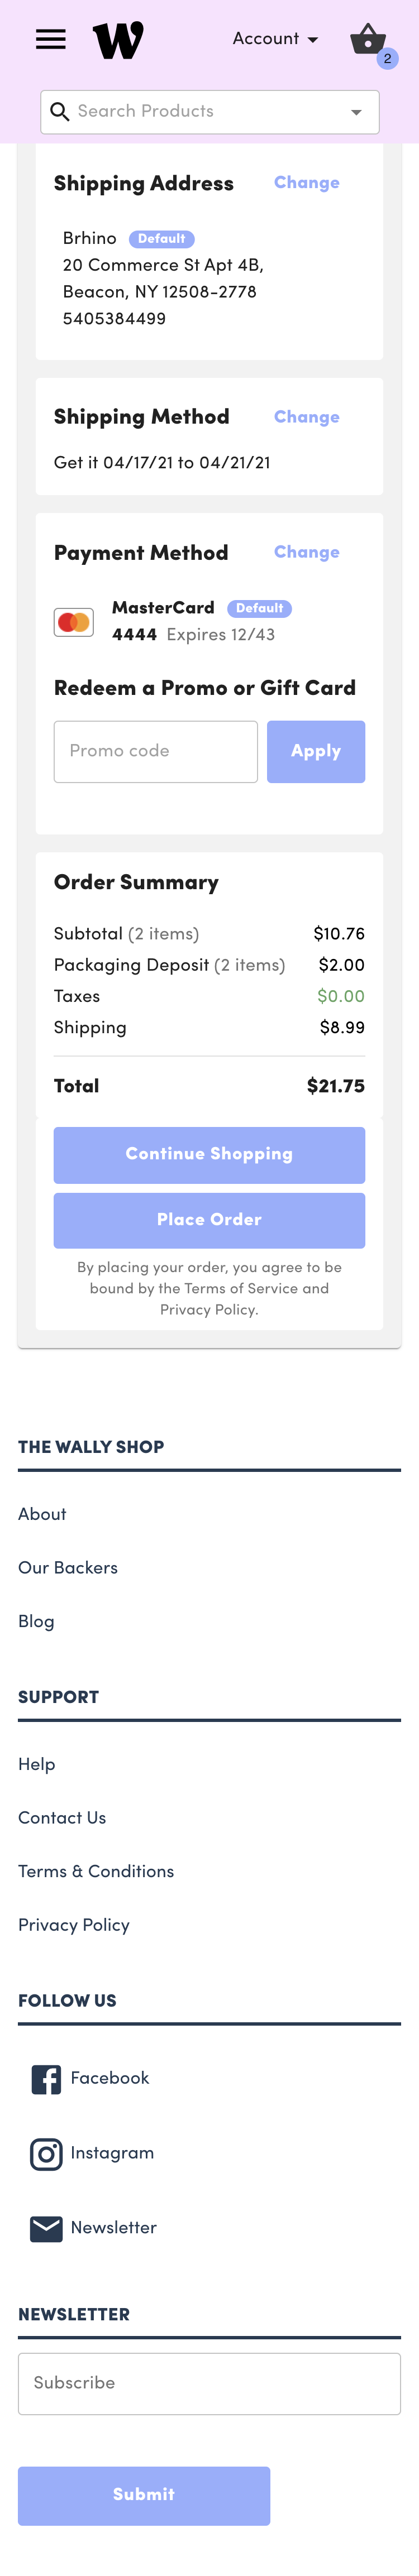 W
Account
2
Search Products
Shipping Address Change
Brhino Default
20 Commerce St Apt 4B,
Beacon, NY 12508-2778
5405384499
Shipping Method Change
Get it 04/17/21 to 04/21/21
Payment Method Change
MasterCard Default
4444 Expires 12/43
Redeem a Promo or Gift Card
Promo code Apply
Order Summary
Subtotal (2 items) $10.76
Packaging Deposit (2 items) $2.00
Taxes $0.00
Shipping $8.99
Total $21.75
Continue Shopping
Place Order
By placing your order, you agree to be
bound by the Terms of Service and
Privacy Policy.
THE WALLY SHOP
About
Our Backers
Blog
SUPPORT
Help
Contact Us
Terms & Conditions
Privacy Policy
FOLLOW US
Facebook
Instagram
Newsletter
NEWSLETTER
Subscribe
Submit